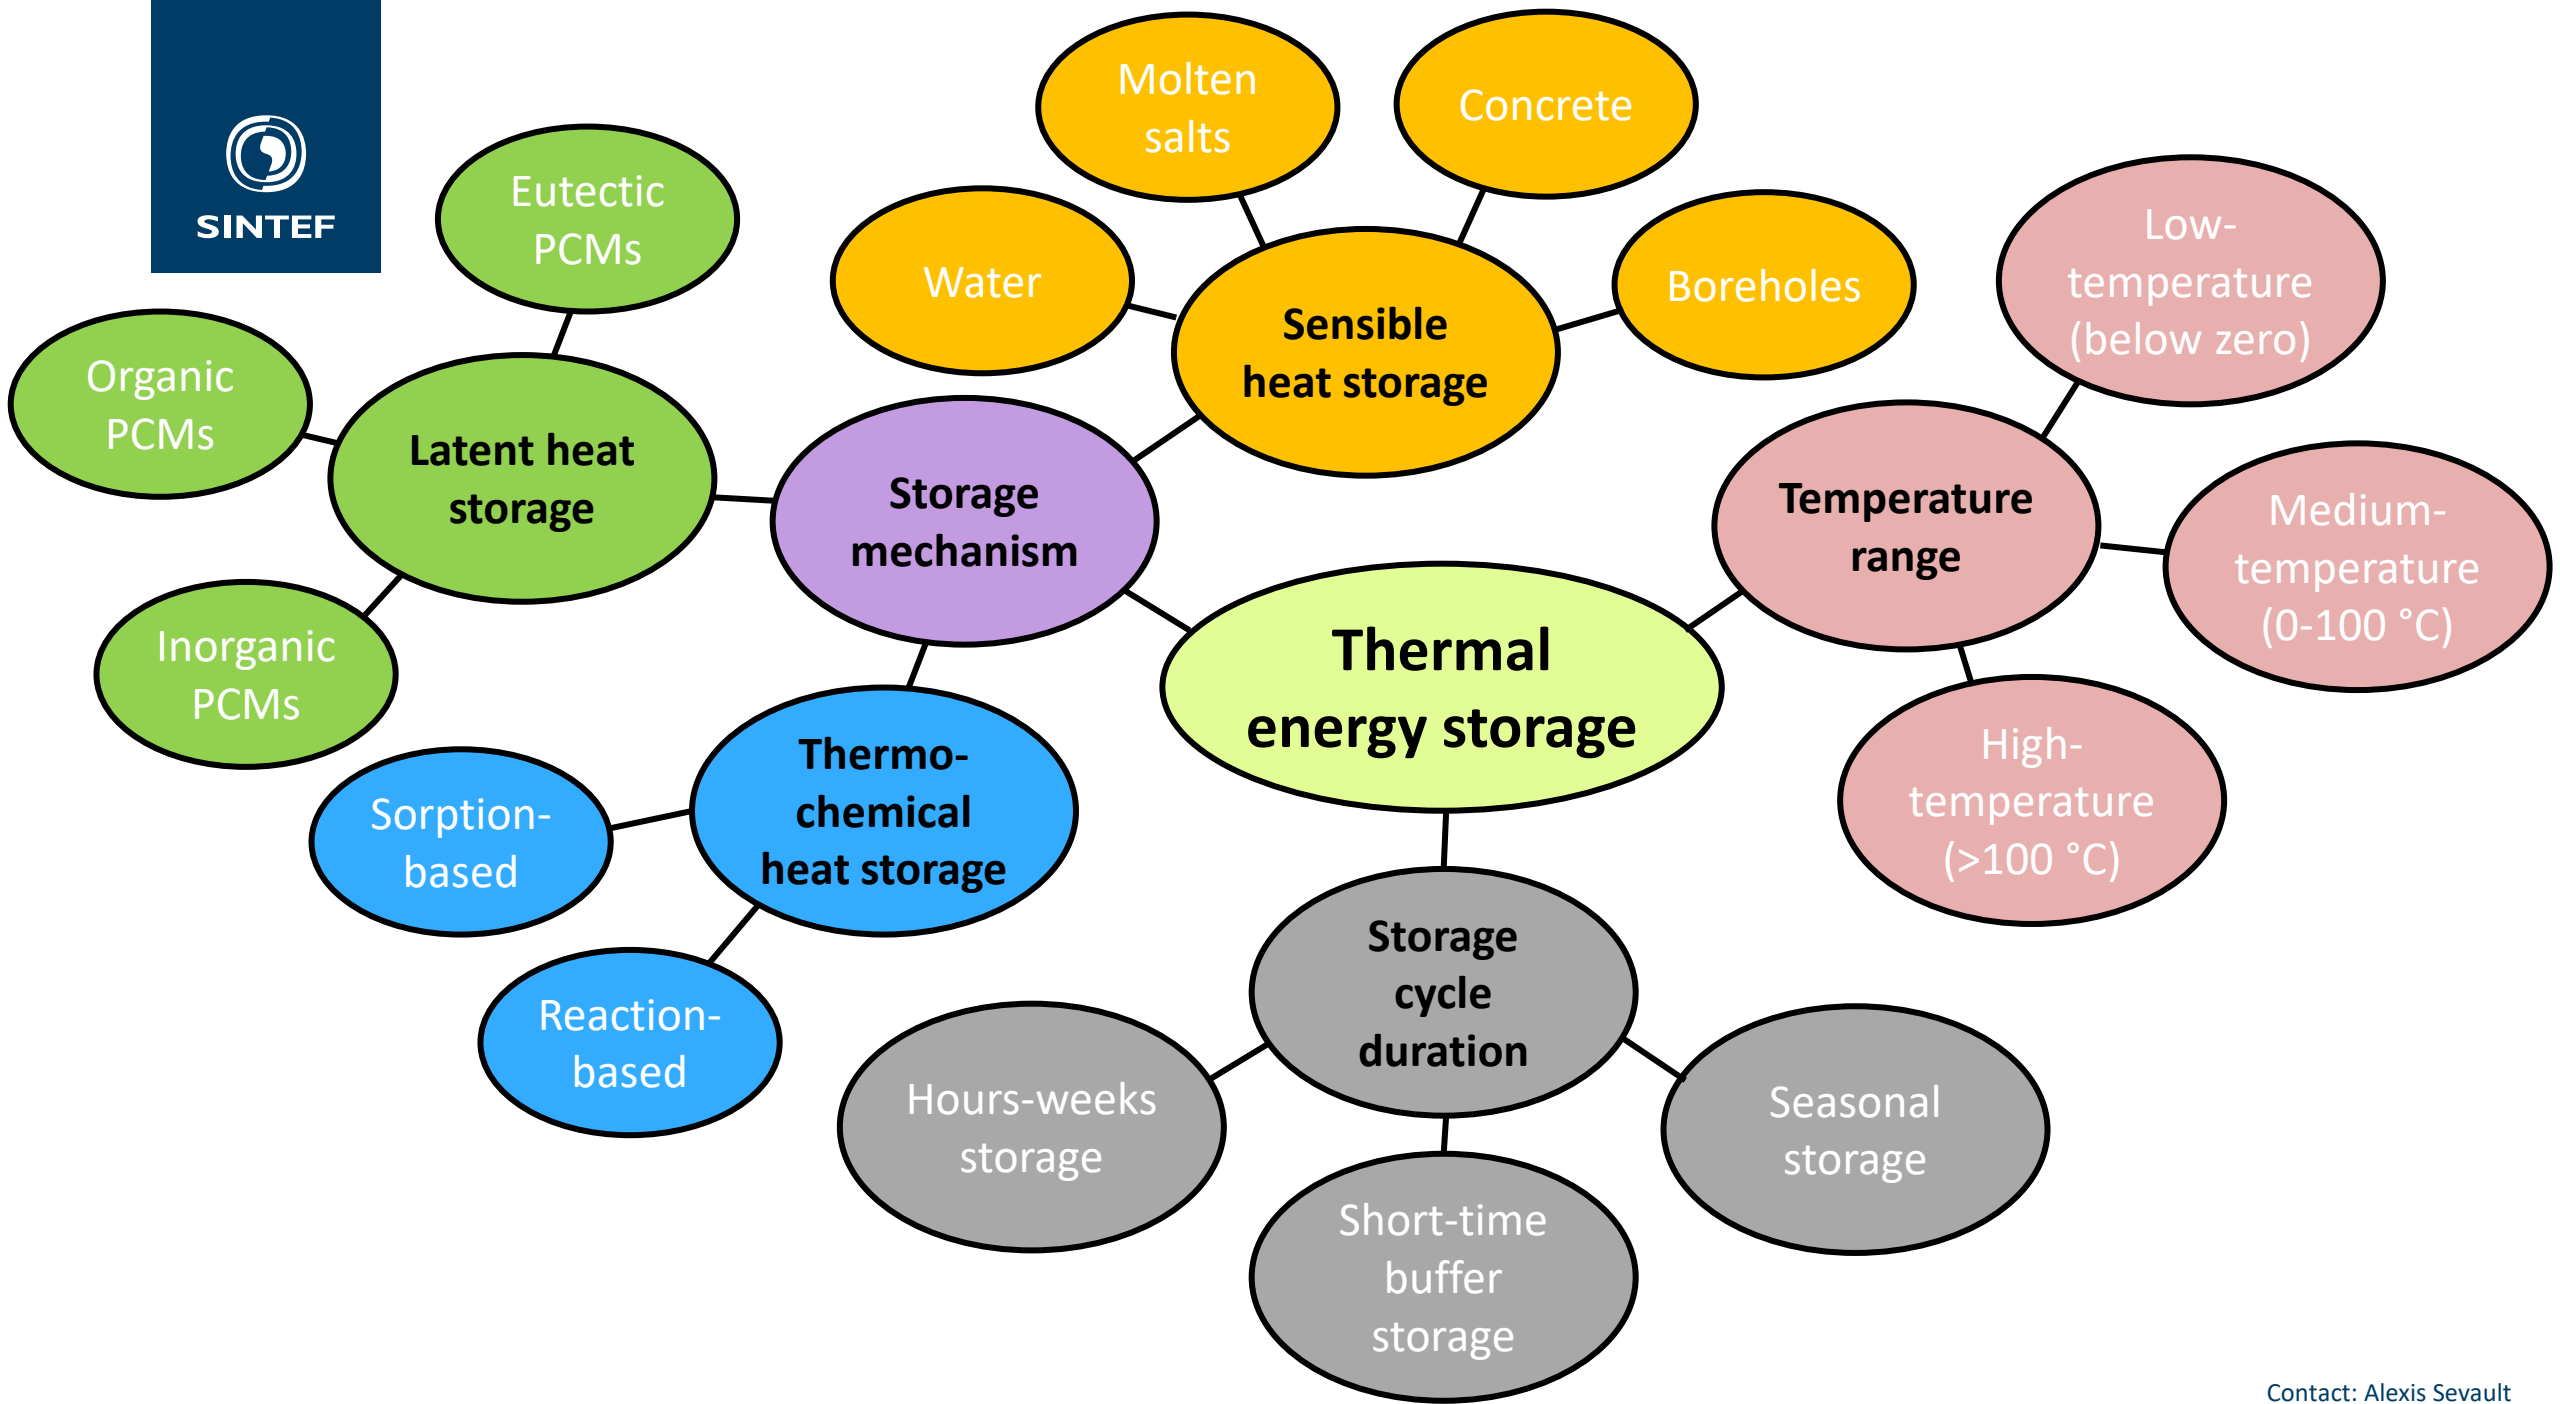 SINTEF
Eutectic
PCMs
Organic
PCMs
Latent heat
storage
Inorganic
PCMs
Molten
salts
Concrete
Water
Boreholes
Sensible
heat storage
Storage
mechanism
Thermo-
chemical
heat storage
Sorption-
based
Reaction-
based
Thermal
energy storage
Temperature
range
Low-
temperature
(below zero)
Medium-
temperature
(0-100 °C)
High-
temperature
(>100 °C)
Storage
cycle
duration
Hours-weeks
storage
Short-time
buffer
storage
Seasonal
storage
Contact: Alexis Sevault